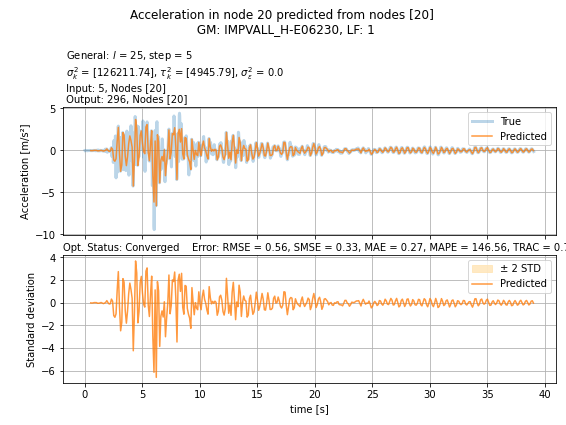 Acceleration in node 20 predicted from nodes [20]
GM: IMPVALL_H-E06230, LF: 1
General: l = 25, step = 5
σ²ₖ = [126211.74], τ²ₖ = [4945.79], σ²ₑ = 0.0
Input: 5, Nodes [20]
Output: 296, Nodes [20]
5
0
−5
−10
Acceleration [m/s²]
True
Predicted
Opt. Status: Converged Error: RMSE = 0.56, SMSE = 0.33, MAE = 0.27, MAPE = 146.56, TRAC = 0.7
4
2
0
−2
−4
−6
Standard deviation
± 2 STD
Predicted
0 5 10 15 20 25 30 35 40
time [s]